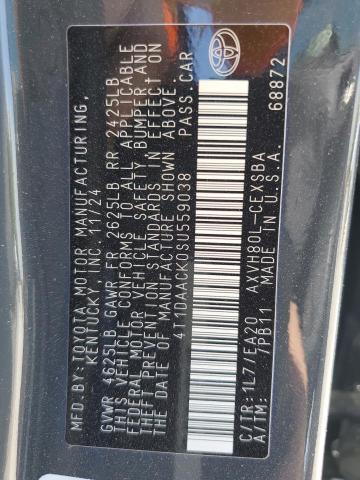 MFD.BY: TOYOTA MOTOR MANUFACTURING,
KENTUCKY, INC. 11/24
GVWR 4625LB GAWR FR 2625LB RR 2425LB
THIS VEHICLE CONFORMS TO ALL APPLICABLE
FEDERAL MOTOR VEHICLE SAFETY, BUMPER AND
THEFT PREVENTION STANDARDS IN EFFECT ON
THE DATE OF MANUFACTURE SHOWN ABOVE.
4T1DAACK0SU559038 PASS.CAR
C/TR:1L7/EA20 AXVH80L-CEXSBA
A/TM: /PB11 MADE IN U.S.A.
68872